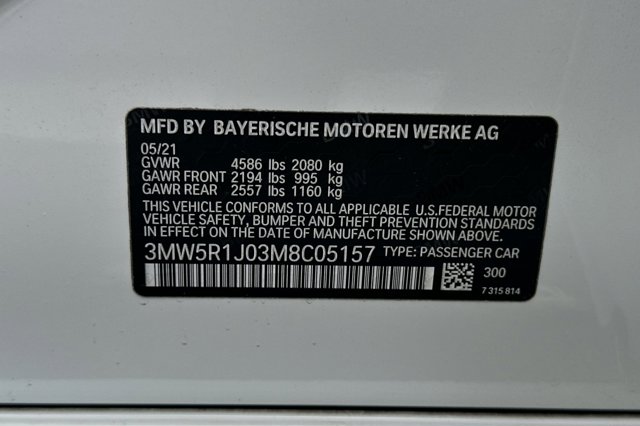 MFD BY BAYERISCHE MOTOREN WERKE AG
05/21
GVWR 4586 lbs 2080 kg
GAWR FRONT 2194 lbs 995 kg
GAWR REAR 2557 lbs 1160 kg
THIS VEHICLE CONFORMS TO ALL APPLICABLE U.S.FEDERAL MOTOR
VEHICLE SAFETY, BUMPER AND THEFT PREVENTION STANDARDS
IN EFFECT ON THE DATE OF MANUFACTURE SHOWN ABOVE.
3MW5R1J03M8C05157 TYPE: PASSENGER CAR
300
7 315 814